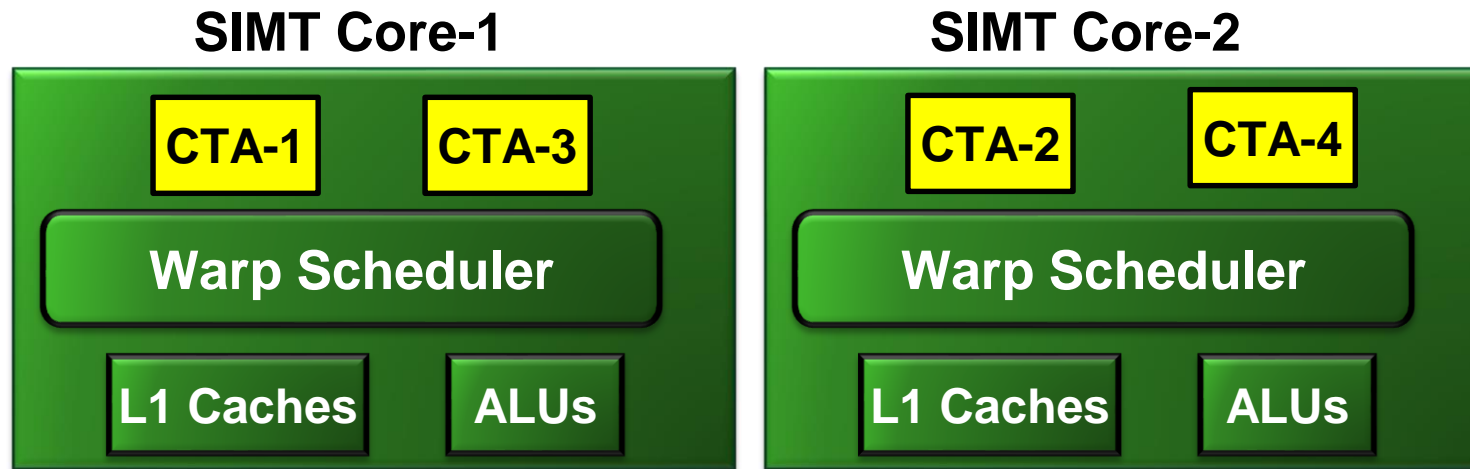 SIMT Core-1
CTA-1
CTA-3
Warp Scheduler
L1 Caches
ALUs
SIMT Core-2
CTA-2
CTA-4
Warp Scheduler
L1 Caches
ALUs